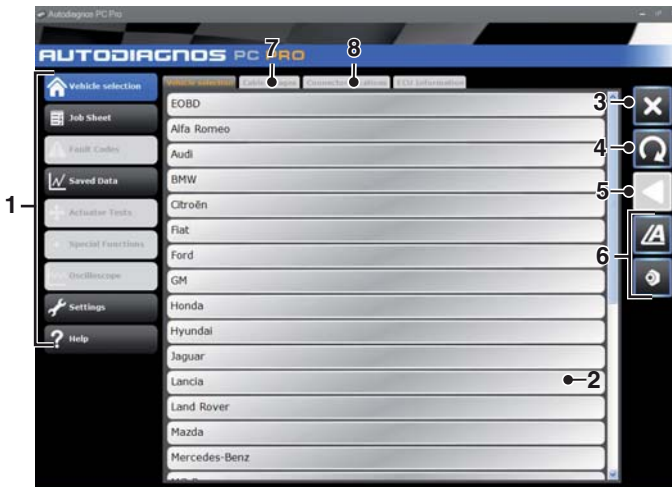 Autodiagnos PC Pro
AUTODIAGNOS PC PRO
7
8
Vehicle selection
Cable Images
Connector Locations
ECU Information
1
Vehicle selection
Job Sheet
Fault Codes
Saved Data
Actuator Tests
Special Functions
Oscilloscope
Settings
Help
EOBD
Alfa Romeo
Audi
BMW
Citroën
Fiat
Ford
GM
Honda
Hyundai
Jaguar
Lancia
Land Rover
Mazda
Mercedes-Benz
2
3
4
5
6